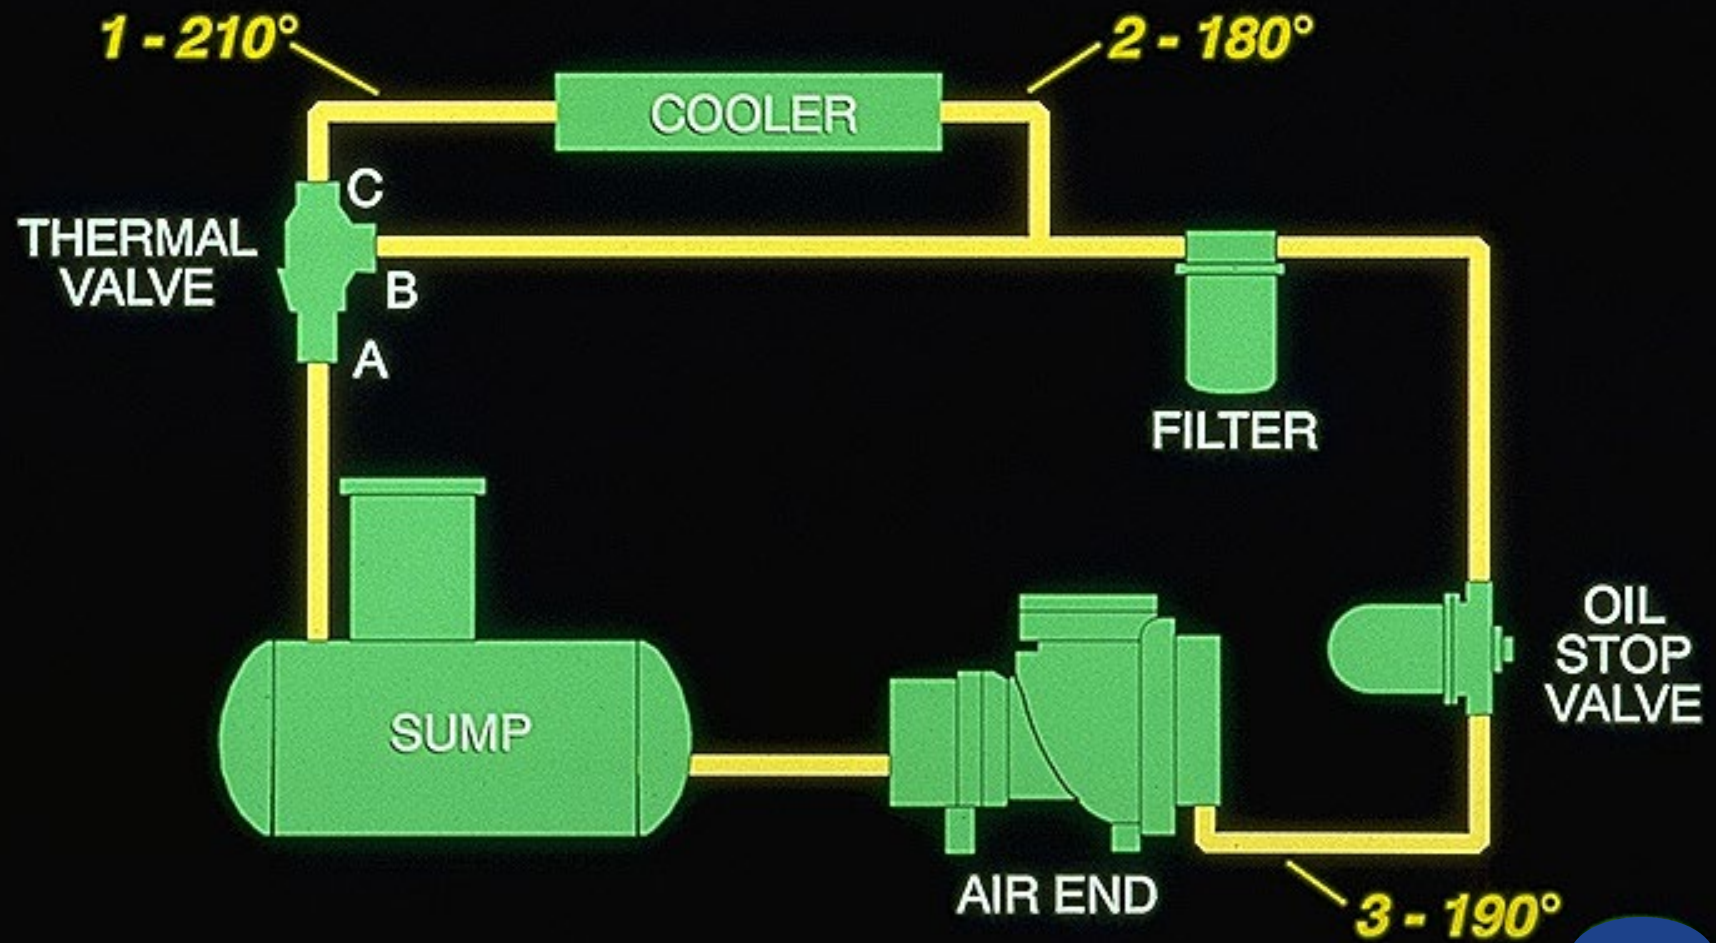 1 - 210°
2 - 180°
COOLER
C
THERMAL
VALVE
B
A
FILTER
OIL
STOP
VALVE
SUMP
AIR END
3 - 190°